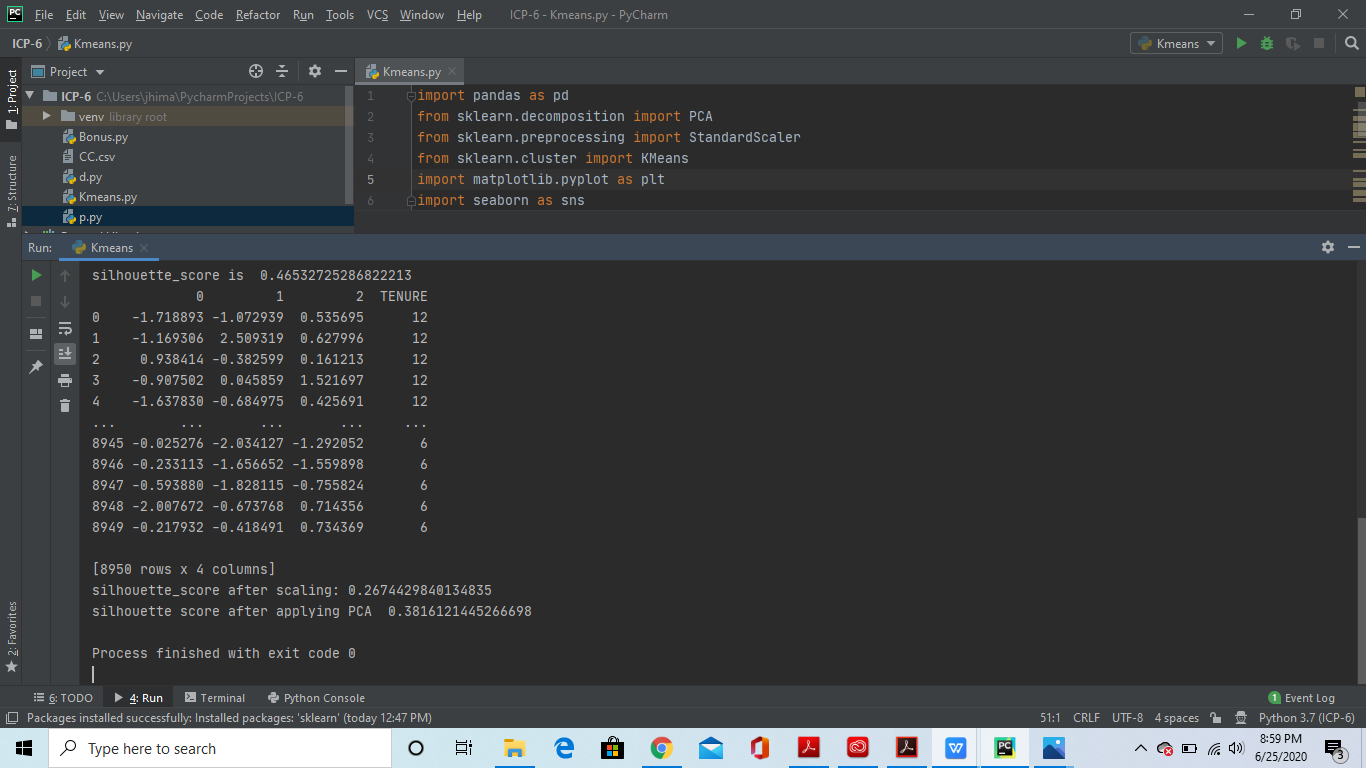 PC File Edit View Navigate Code Refactor Run Tools VCS Window Help ICP-6 - Kmeans.py - PyCharm
ICP-6 Kmeans.py Kmeans
Project Kmeans.py
1: Project
ICP-6 C:\Users\jhima\PycharmProjects\ICP-6
venv library root
Bonus.py
CC.csv
d.py
Kmeans.py
p.py
7: Structure
1 import pandas as pd
2 from sklearn.decomposition import PCA
3 from sklearn.preprocessing import StandardScaler
4 from sklearn.cluster import KMeans
5 import matplotlib.pyplot as plt
6 import seaborn as sns
Run: Kmeans
silhouette_score is 0.46532725286822213
0 1 2 TENURE
0 -1.718893 -1.072939 0.535695 12
1 -1.169306 2.509319 0.627996 12
2 0.938414 -0.382599 0.161213 12
3 -0.907502 0.045859 1.521697 12
4 -1.637830 -0.684975 0.425691 12
... ... ... ... ...
8945 -0.025276 -2.034127 -1.292052 6
8946 -0.233113 -1.656652 -1.559898 6
8947 -0.593880 -1.828115 -0.755824 6
8948 -2.007672 -0.673768 0.714356 6
8949 -0.217932 -0.418491 0.734369 6
[8950 rows x 4 columns]
silhouette_score after scaling: 0.2674429840134835
silhouette score after applying PCA 0.3816121445266698
Process finished with exit code 0
2: Favorites
6: TODO 4: Run Terminal Python Console 1 Event Log
Packages installed successfully: Installed packages: 'sklearn' (today 12:47 PM) 51:1 CRLF UTF-8 4 spaces Python 3.7 (ICP-6)
Type here to search
W PC
8:59 PM
6/25/2020
3